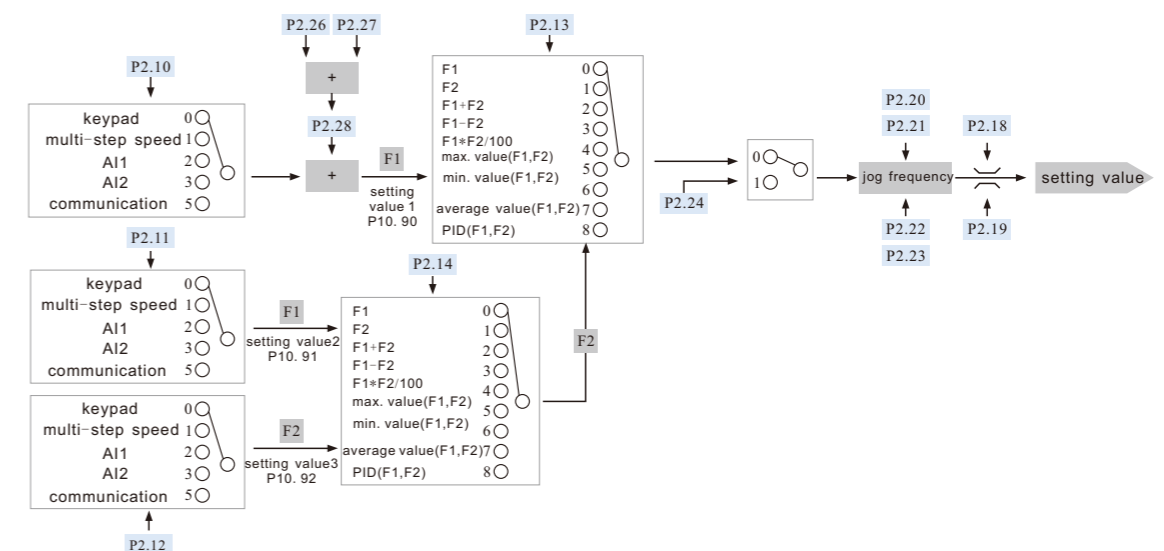 P2.26 P2.27
P2.13
P2.10
+
P2.28
+
keypad 0
multi-step speed 1
AI1 2
AI2 3
communication 5
F1
setting
value 1
P10. 90
F1 0
F2 1
F1+F2 2
F1-F2 3
F1*F2/100 4
max. value(F1,F2) 5
min. value(F1,F2) 6
average value(F1,F2) 7
PID(F1,F2) 8
0
1
P2.24
P2.20
P2.21
jog frequency
P2.22
P2.23
P2.18
P2.19
setting value
P2.11
keypad 0
multi-step speed 1
AI1 2
AI2 3
communication 5
F1
setting value2
P10. 91
P2.14
F1 0
F2 1
F1+F2 2
F1-F2 3
F1*F2/100 4
max. value(F1,F2) 5
min. value(F1,F2) 6
average value(F1,F2) 7
PID(F1,F2) 8
F2
keypad 0
multi-step speed 1
AI1 2
AI2 3
communication 5
F2
setting value3
P10. 92
P2.12